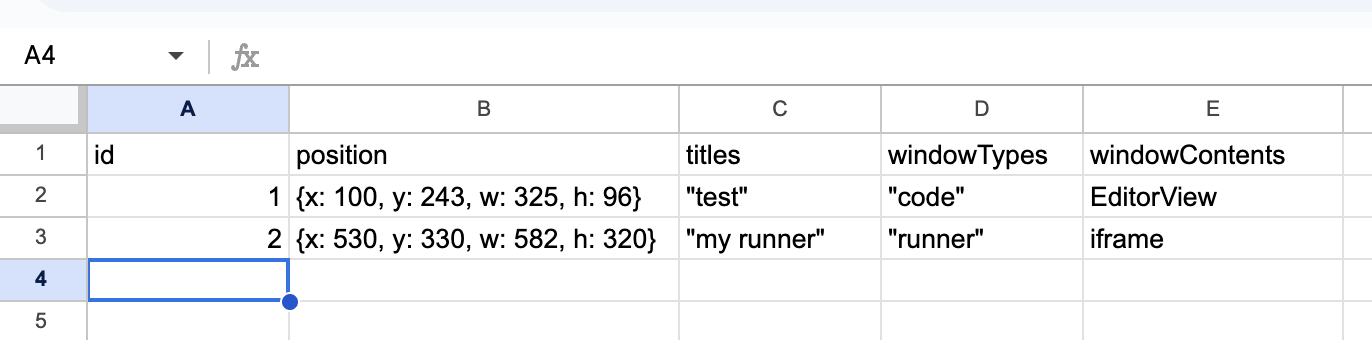 A4 fx
A B C D E
1 id position titles windowTypes windowContents
2 1 {x: 100, y: 243, w: 325, h: 96} "test" "code" EditorView
3 2 {x: 530, y: 330, w: 582, h: 320} "my runner" "runner" iframe
4
5